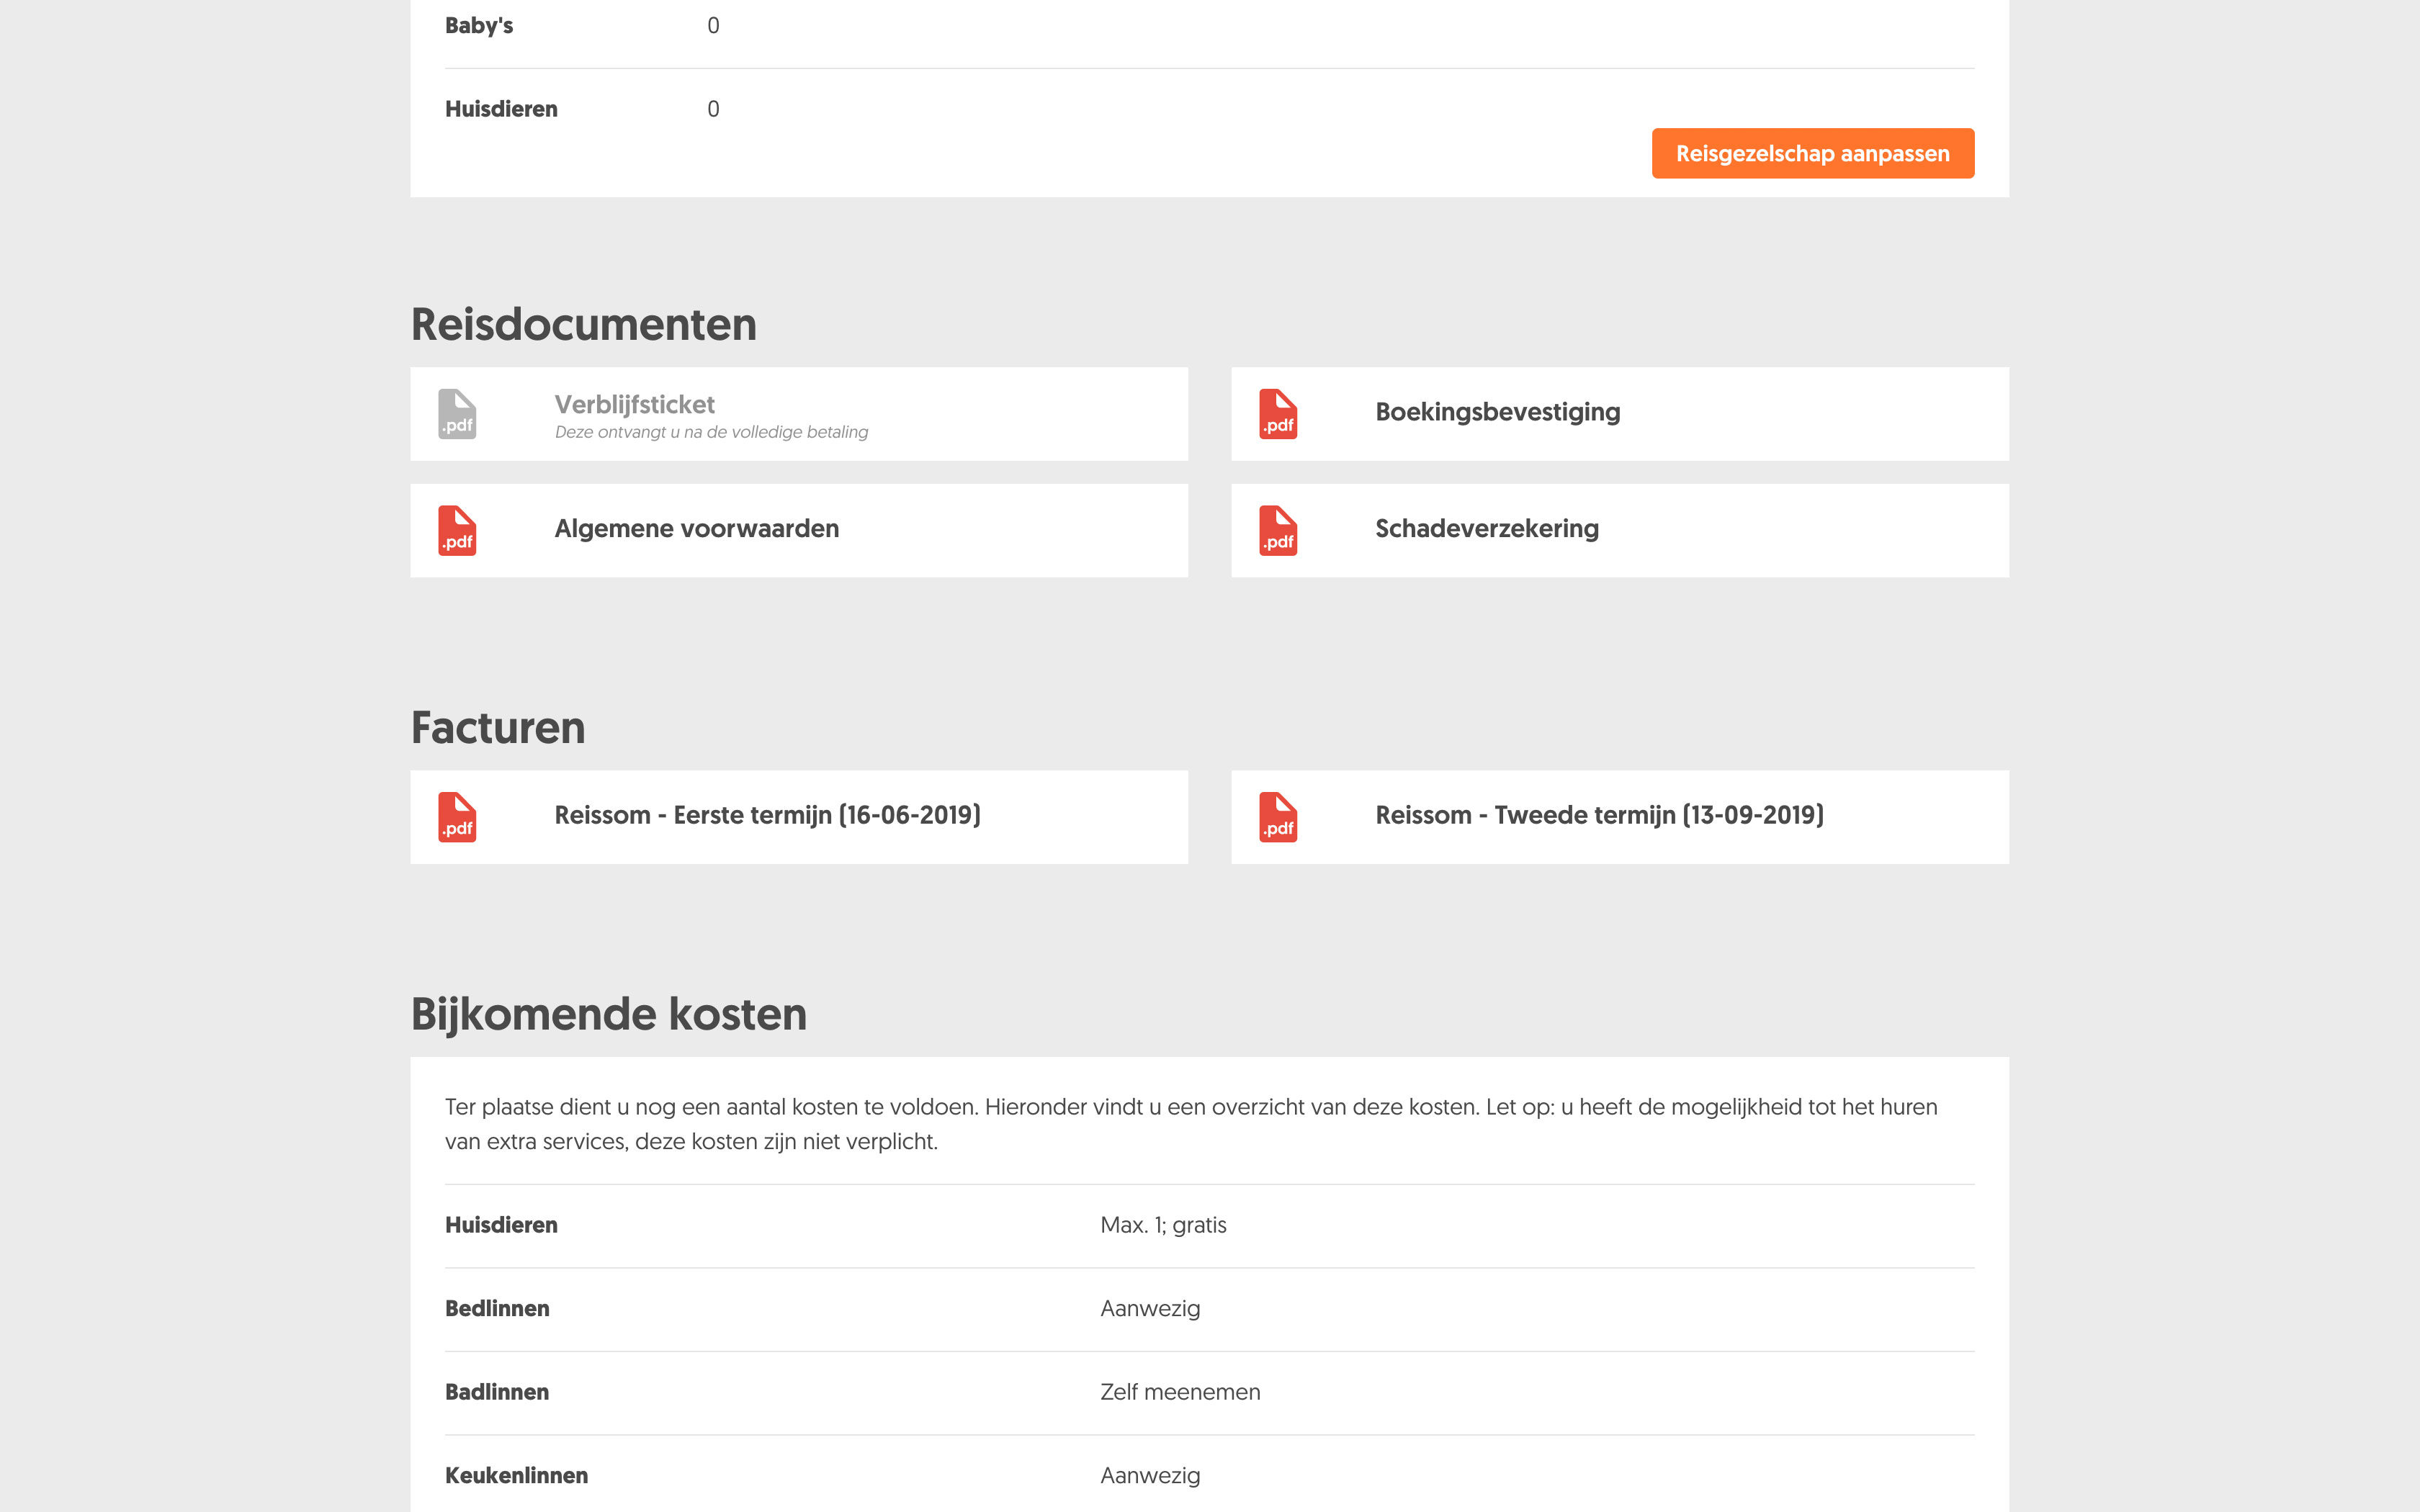 Baby's 0
Huisdieren 0
Reisgezelschap aanpassen
Reisdocumenten
.pdf Verblijfsticket
Deze ontvangt u na de volledige betaling
.pdf Boekingsbevestiging
.pdf Algemene voorwaarden
.pdf Schadeverzekering
Facturen
.pdf Reissom - Eerste termijn (16-06-2019)
.pdf Reissom - Tweede termijn (13-09-2019)
Bijkomende kosten
Ter plaatse dient u nog een aantal kosten te voldoen. Hieronder vindt u een overzicht van deze kosten. Let op: u heeft de mogelijkheid tot het huren
van extra services, deze kosten zijn niet verplicht.
Huisdieren Max. 1; gratis
Bedlinnen Aanwezig
Badlinnen Zelf meenemen
Keukenlinnen Aanwezig